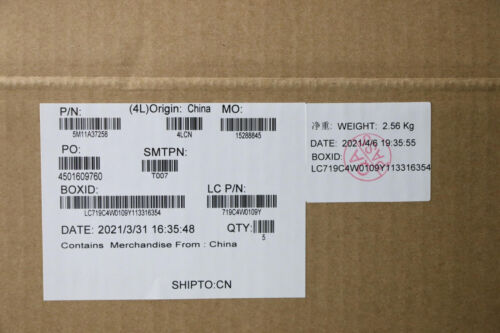 P/N: (4L)Origin: China MO:
5M11A37256 4LCN 15288845
PO: SMTPN:
4501609760 T007
BOXID: LC P/N:
LC719C4W0109Y113316354 719C4W0109Y
DATE: 2021/3/31 16:35:48 QTY:
5
Contains Merchandise From : China
SHIPTO:CN
净重: WEIGHT: 2.56 Kg
DATE: 2021/4/6 19:35:55
BOXID:
LC719C4W0109Y113316354